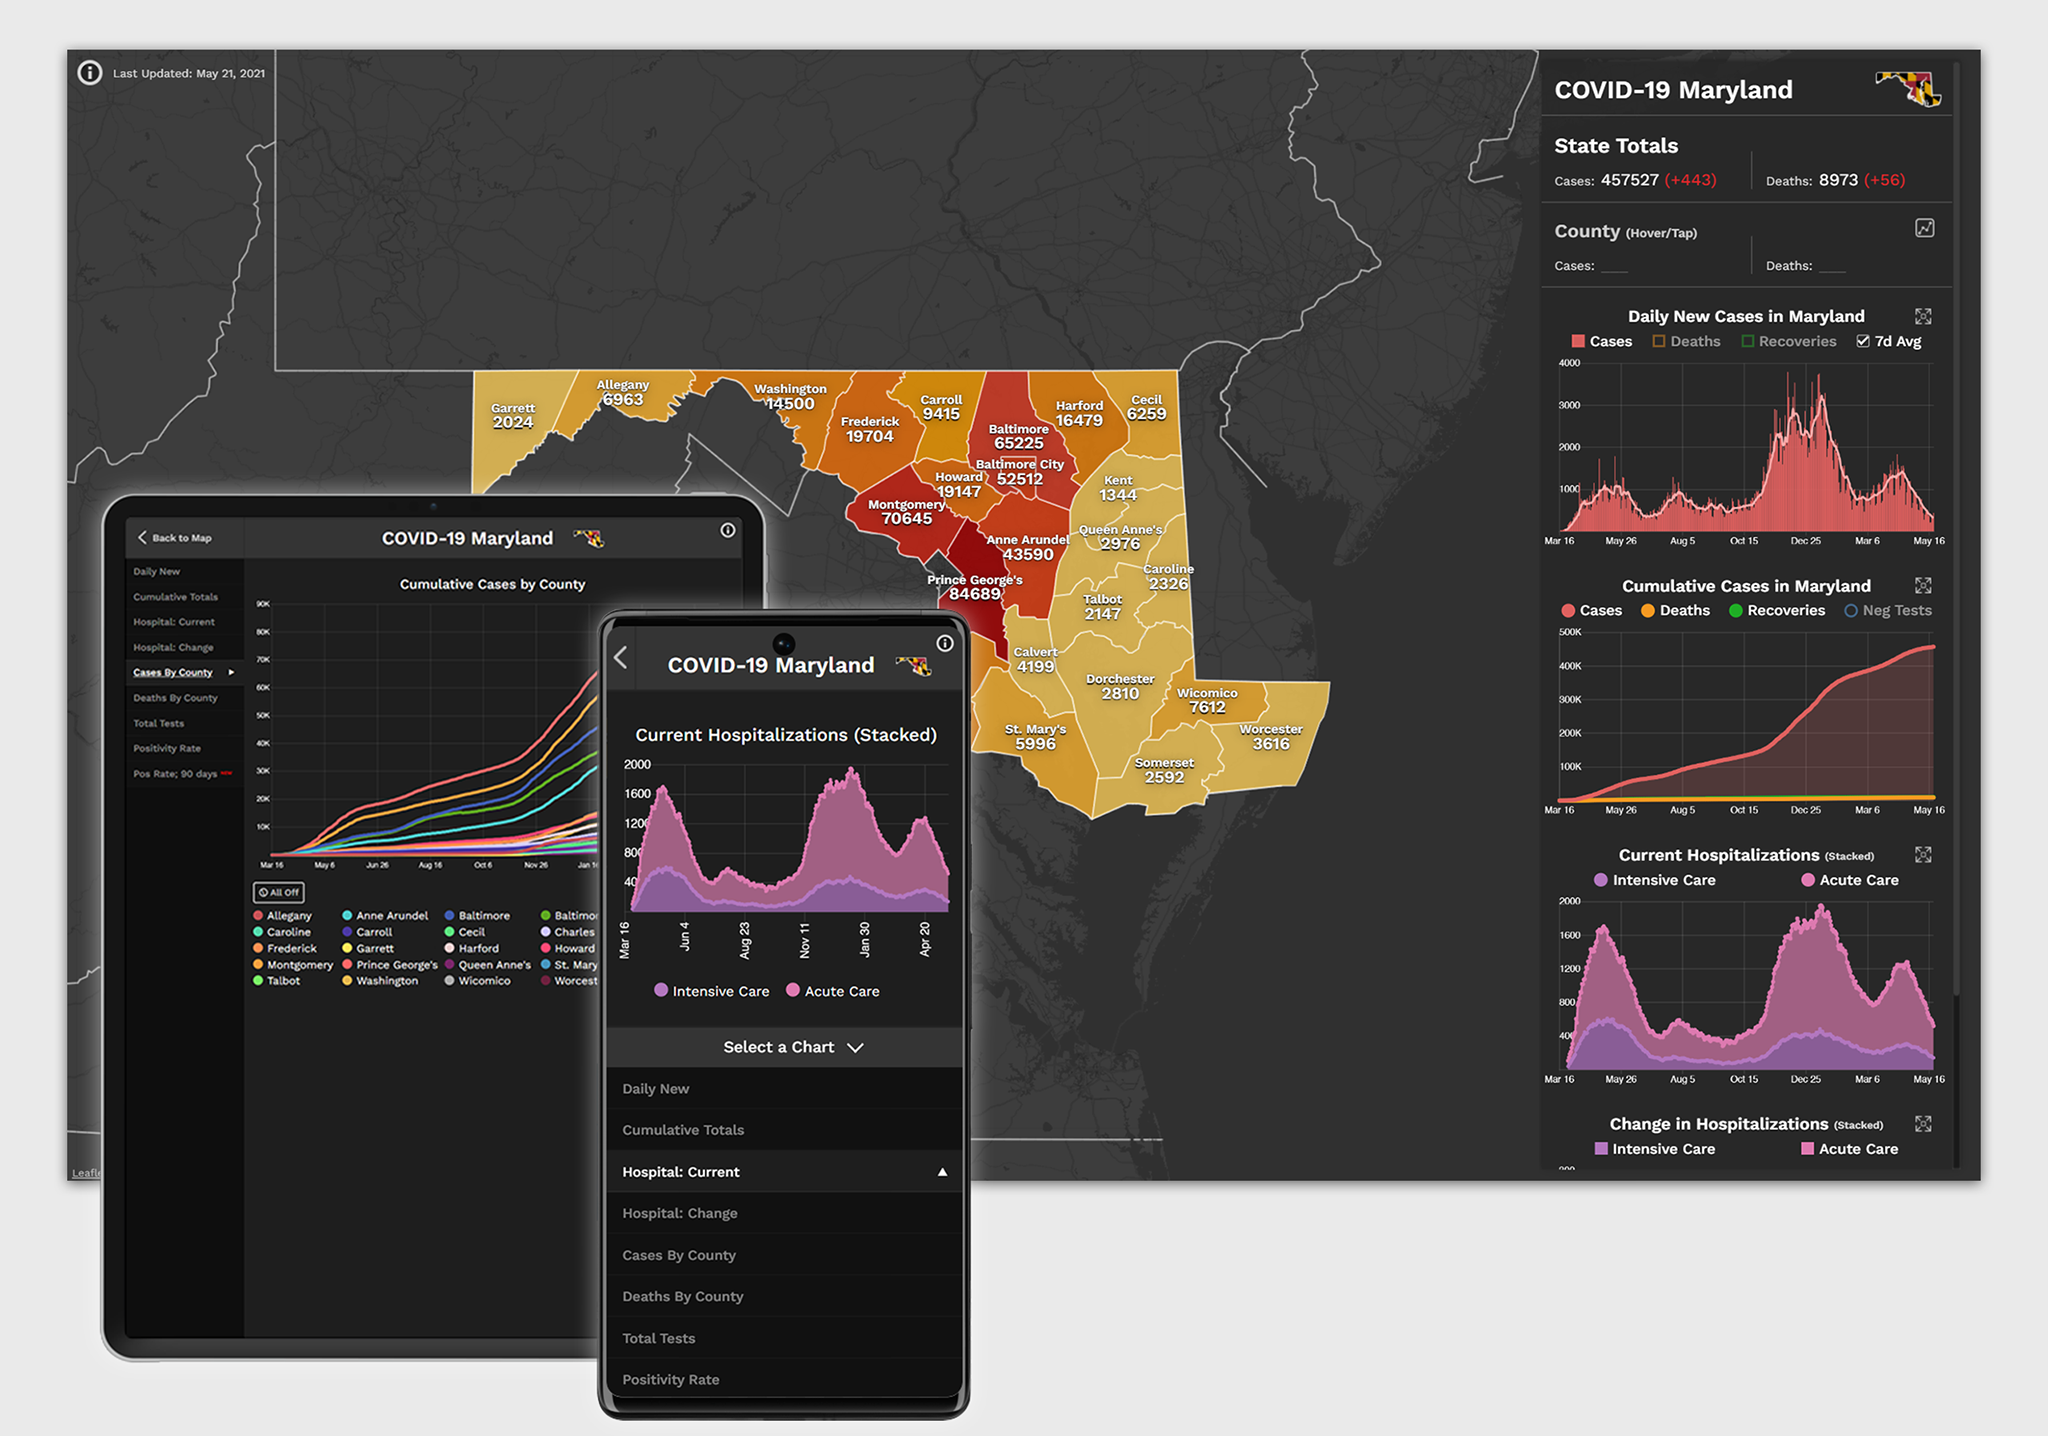 Last Updated: May 21, 2021
COVID-19 Maryland
State Totals
Cases: 457527 (+443)
Deaths: 8973 (+56)
County (Hover/Tap)
Cases:
Deaths:
Daily New Cases in Maryland
Cases Deaths Recoveries 7d Avg
4000
3000
2000
1000
Mar 16 May 26 Aug 5 Oct 15 Dec 25 Mar 6 May 16
Cumulative Cases in Maryland
Cases Deaths Recoveries Neg Tests
500K
400K
300K
200K
100K
Mar 16 May 26 Aug 5 Oct 15 Dec 25 Mar 6 May 16
Current Hospitalizations (Stacked)
Intensive Care Acute Care
2000
1600
1200
800
400
Mar 16 May 26 Aug 5 Oct 15 Dec 25 Mar 6 May 16
Change in Hospitalizations (Stacked)
Intensive Care Acute Care
Garrett
2024
Allegany
6963
Washington
14500
Frederick
19704
Carroll
9415
Baltimore
65225
Harford
16479
Cecil
6259
Baltimore City
52512
Howard
19147
Montgomery
70645
Kent
1344
Queen Anne's
2976
Anne Arundel
43590
Prince George's
84689
Caroline
2326
Talbot
2147
Calvert
4199
Dorchester
2810
Wicomico
7612
St. Mary's
5996
Worcester
3616
Somerset
2592
Back to Map
COVID-19 Maryland
Daily New
Cumulative Totals
Hospital: Current
Hospital: Change
Cases By County
Deaths By County
Total Tests
Positivity Rate
Pos Rate; 90 days NEW
Cumulative Cases by County
90K
80K
70K
60K
50K
40K
30K
20K
10K
Mar 16 May 6 Jun 26 Aug 16 Oct 6 Nov 26 Jan 16
All Off
Allegany Anne Arundel Baltimore Baltimo
Caroline Carroll Cecil Charles
Frederick Garrett Harford Howard
Montgomery Prince George's Queen Anne's St. Mary
Talbot Washington Wicomico Worcest
Leafle
COVID-19 Maryland
Current Hospitalizations (Stacked)
2000
1600
1200
800
40
Mar 16 Jun 4 Aug 23 Nov 11 Jan 30 Apr 20
Intensive Care Acute Care
Select a Chart
Daily New
Cumulative Totals
Hospital: Current
Hospital: Change
Cases By County
Deaths By County
Total Tests
Positivity Rate